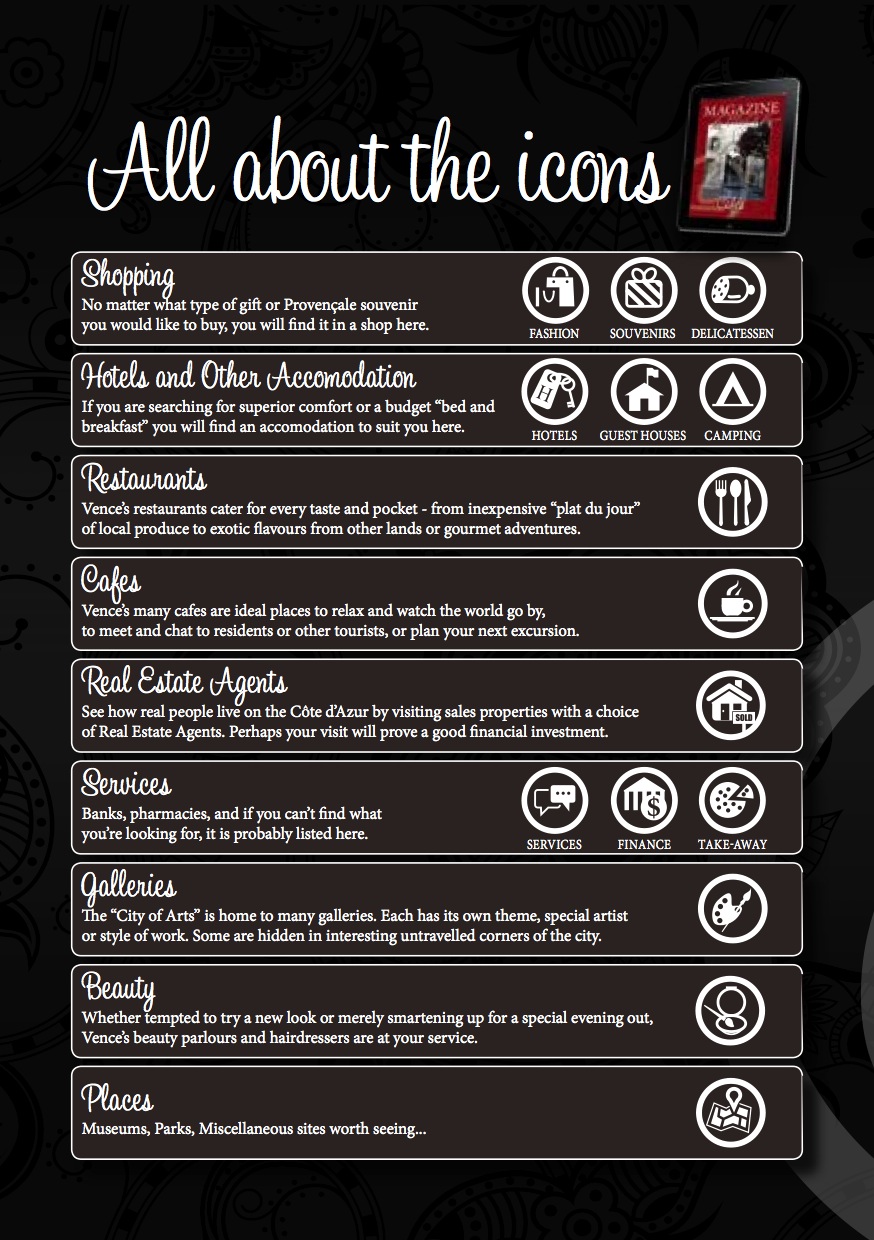 MAGAZINE
All about the icons
Shopping
No matter what type of gift or Provençale souvenir
you would like to buy, you will find it in a shop here.
FASHION
SOUVENIRS
DELICATESSEN
Hotels and Other Accomodation
If you are searching for superior comfort or a budget “bed and
breakfast” you will find an accomodation to suit you here.
H
HOTELS
GUEST HOUSES
CAMPING
Restaurants
Vence’s restaurants cater for every taste and pocket - from inexpensive “plat du jour”
of local produce to exotic flavours from other lands or gourmet adventures.
Cafes
Vence’s many cafes are ideal places to relax and watch the world go by,
to meet and chat to residents or other tourists, or plan your next excursion.
Real Estate Agents
See how real people live on the Côte d’Azur by visiting sales properties with a choice
of Real Estate Agents. Perhaps your visit will prove a good financial investment.
SOLD
Services
Banks, pharmacies, and if you can’t find what
you’re looking for, it is probably listed here.
$
SERVICES
FINANCE
TAKE-AWAY
Galleries
The “City of Arts” is home to many galleries. Each has its own theme, special artist
or style of work. Some are hidden in interesting untravelled corners of the city.
Beauty
Whether tempted to try a new look or merely smartening up for a special evening out,
Vence’s beauty parlours and hairdressers are at your service.
Places
Museums, Parks, Miscellaneous sites worth seeing...